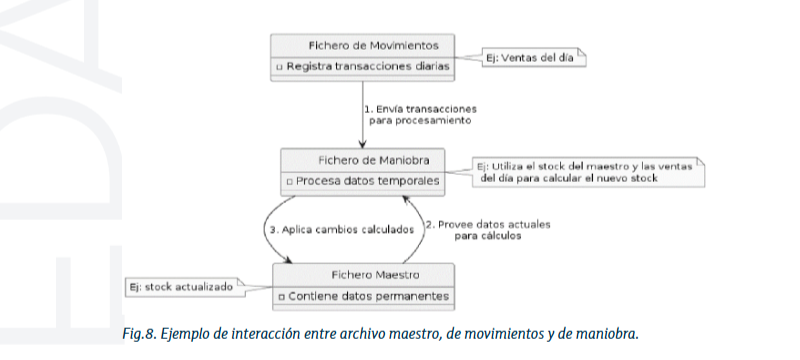 EDA
Fichero de Movimientos
Registra transacciones diarias
Ej: Ventas del día
1. Envía transacciones
para procesamiento
Fichero de Maniobra
Procesa datos temporales
Ej: Utiliza el stock del maestro y las ventas
del día para calcular el nuevo stock
3. Aplica cambios calculados
2. Provee datos actuales
para cálculos
Fichero Maestro
Contiene datos permanentes
Ej: stock actualizado
Fig.8. Ejemplo de interacción entre archivo maestro, de movimientos y de maniobra.